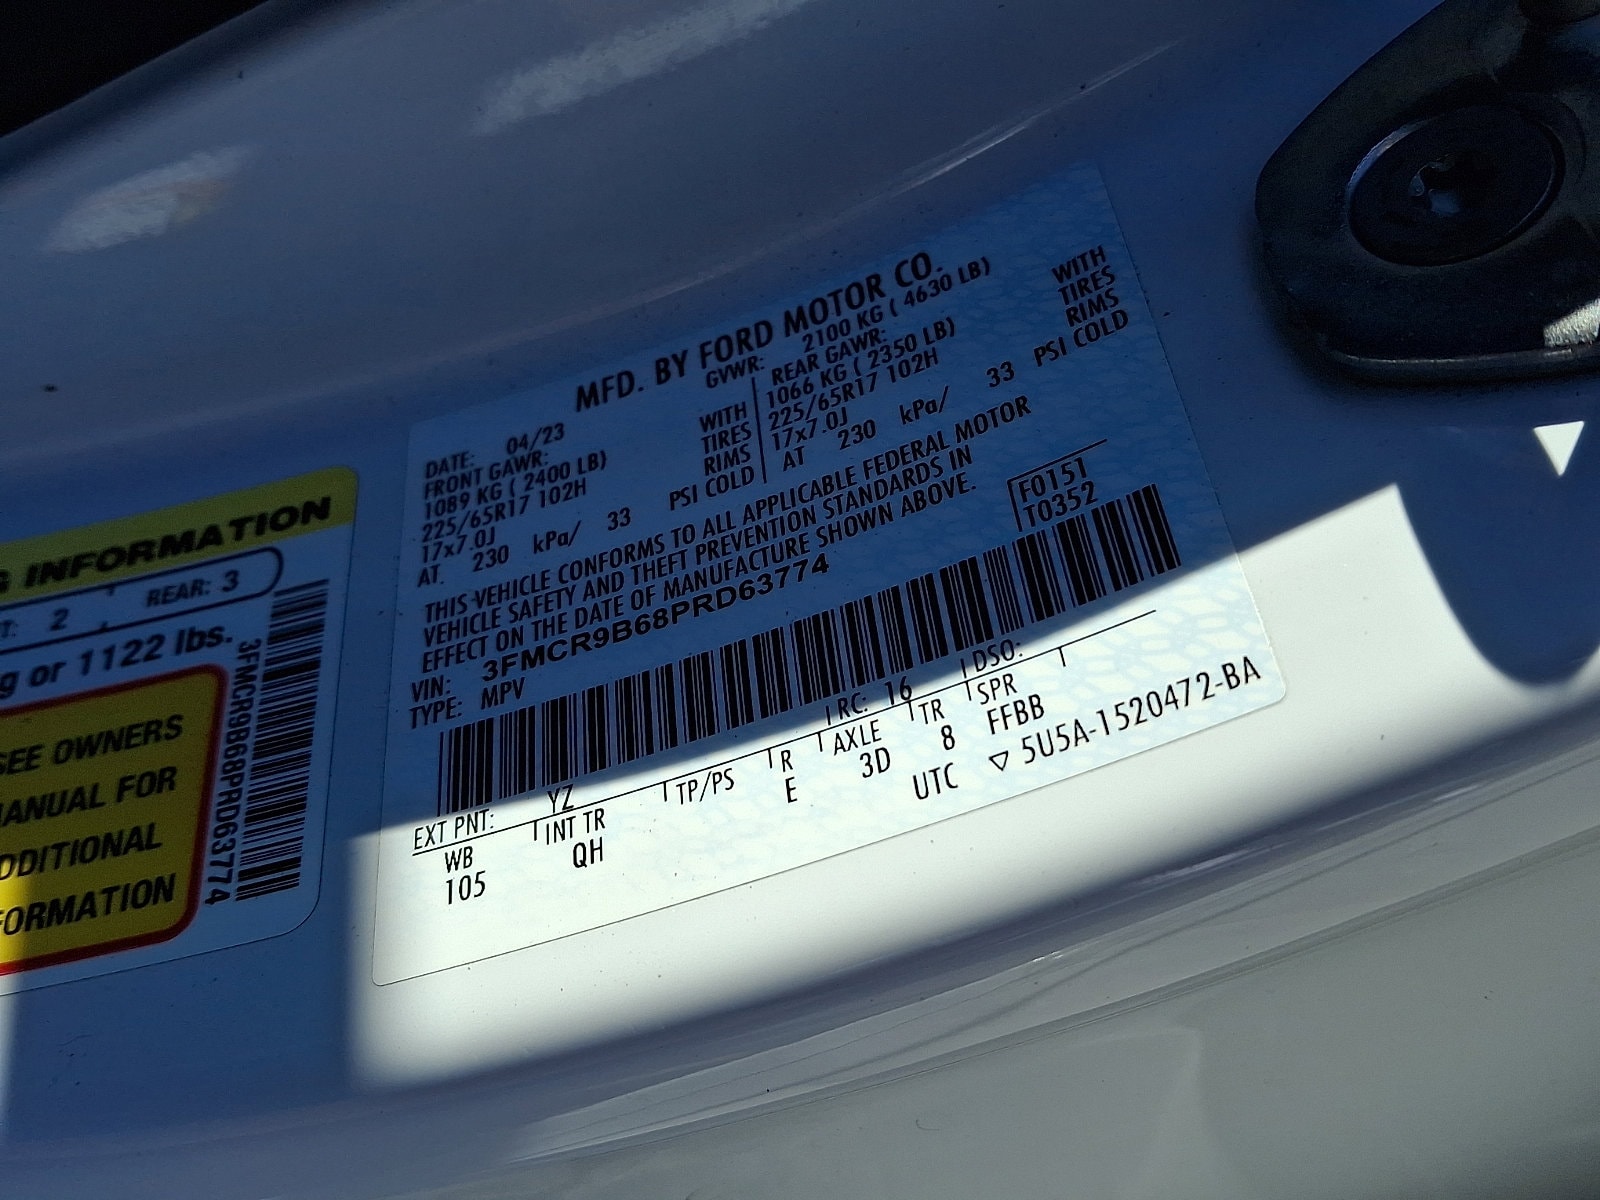 MFD. BY FORD MOTOR CO.
DATE: 04/23 GVWR: 2100 KG ( 4630 LB)
FRONT GAWR: REAR GAWR:
1089 KG ( 2400 LB) WITH 1066 KG ( 2350 LB) WITH
225/65R17 102H TIRES 225/65R17 102H TIRES
17x7.0J RIMS 17x7.0J RIMS
AT 230 kPa/ 33 PSI COLD AT 230 kPa/ 33 PSI COLD
THIS VEHICLE CONFORMS TO ALL APPLICABLE FEDERAL MOTOR
VEHICLE SAFETY AND THEFT PREVENTION STANDARDS IN
EFFECT ON THE DATE OF MANUFACTURE SHOWN ABOVE.
F0151
T0352
VIN: 3FMCR9B68PRD63774
TYPE: MPV
EXT PNT: YZ RC: 16 DSO:
WB INT TR TP/PS R AXLE TR SPR
105 QH E 3D 8 FFBB
UTC ▽ 5U5A-1520472-BA
INFORMATION
2 REAR: 3
g or 1122 lbs.
SEE OWNERS
MANUAL FOR
ADDITIONAL
INFORMATION
3FMCR9B68PRD63774